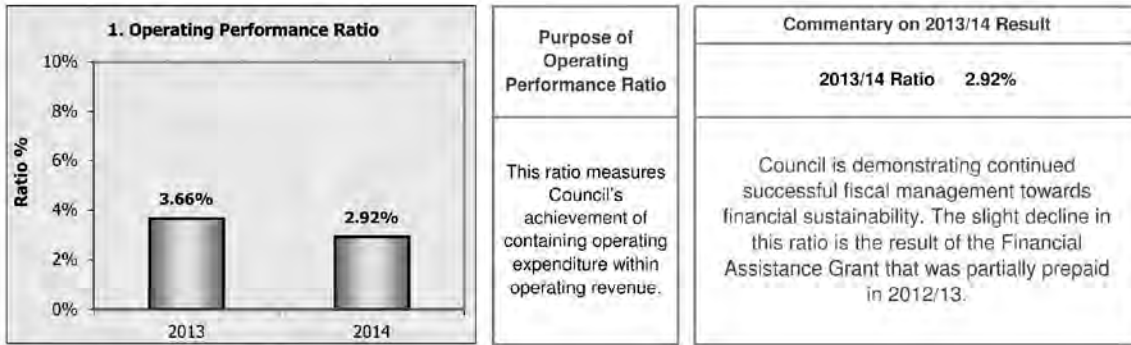 1. Operating Performance Ratio
10%
8%
6%
4%
2%
0%
Ratio %
3.66%
2.92%
2013
2014
Purpose of
Operating
Performance Ratio
This ratio measures
Council's
achievement of
containing operating
expenditure within
operating revenue.
Commentary on 2013/14 Result
2013/14 Ratio 2.92%
Council is demonstrating continued
successful fiscal management towards
financial sustainability. The slight decline in
this ratio is the result of the Financial
Assistance Grant that was partially prepaid
in 2012/13.